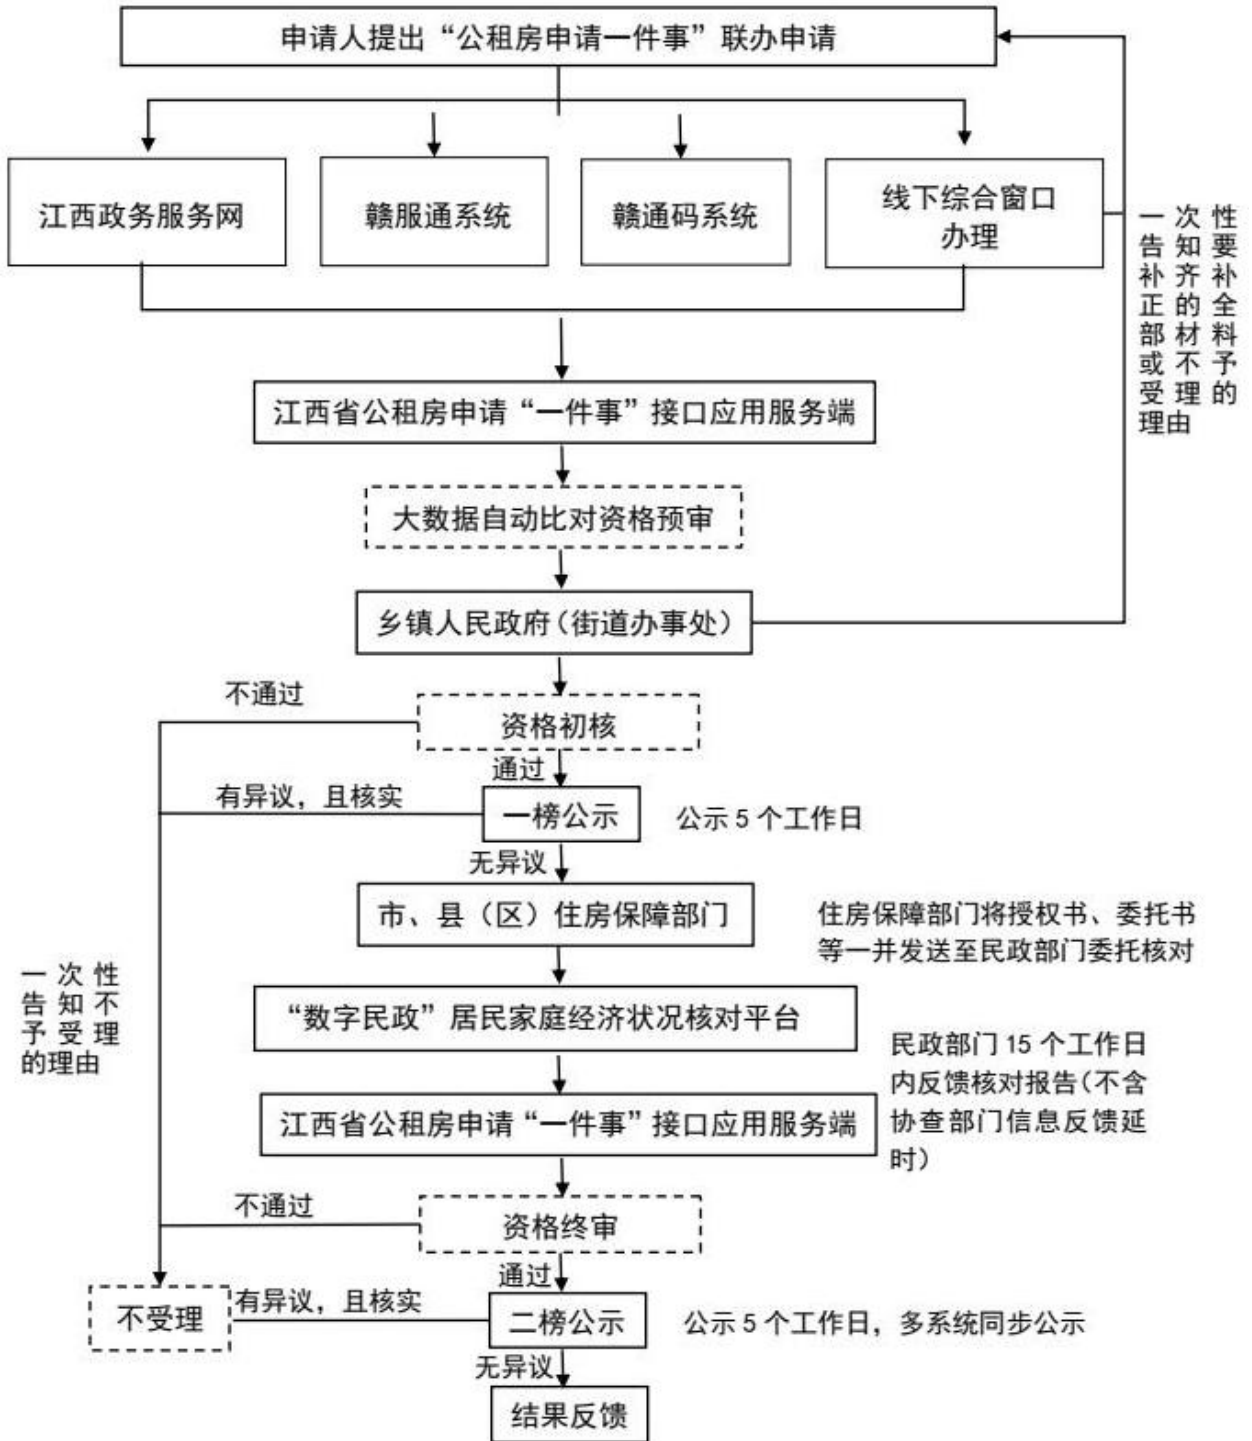 申请人提出“公租房申请一件事”联办申请
江西政务服务网
赣服通系统
赣通码系统
线下综合窗口
办理
一次性
告知要
补齐补
正的全
部材料
或不予
受理的
理由
江西省公租房申请“一件事”接口应用服务端
大数据自动比对资格预审
乡镇人民政府（街道办事处）
不通过
资格初核
通过
有异议，且核实
一榜公示
公示 5 个工作日
无异议
市、县（区）住房保障部门
住房保障部门将授权书、委托书
等一并发送至民政部门委托核对
一次性
告知不
予受理
的理由
“数字民政”居民家庭经济状况核对平台
民政部门 15 个工作日
内反馈核对报告（不含
协查部门信息反馈延
时）
江西省公租房申请“一件事”接口应用服务端
不通过
资格终审
通过
不受理
有异议，且核实
二榜公示
公示 5 个工作日，多系统同步公示
无异议
结果反馈